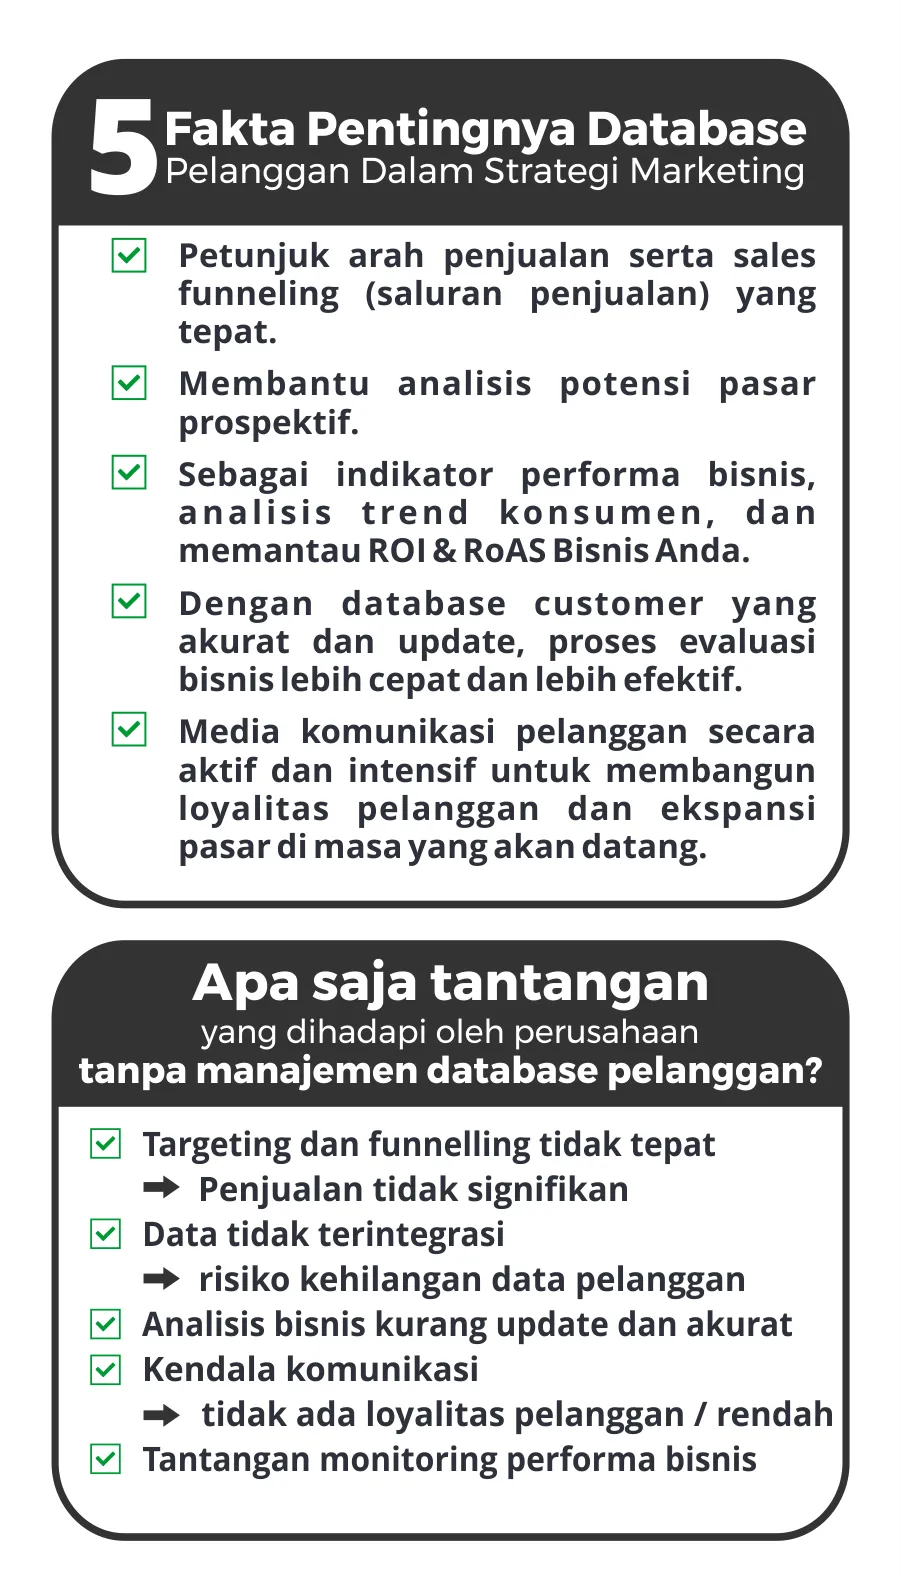 5 Fakta Pentingnya Database
Pelanggan Dalam Strategi Marketing
Petunjuk arah penjualan serta sales
funneling (saluran penjualan) yang
tepat.
Membantu analisis potensi pasar
prospektif.
Sebagai indikator performa bisnis,
analisis trend konsumen, dan
memantau ROI & RoAS Bisnis Anda.
Dengan database customer yang
akurat dan update, proses evaluasi
bisnis lebih cepat dan lebih efektif.
Media komunikasi pelanggan secara
aktif dan intensif untuk membangun
loyalitas pelanggan dan ekspansi
pasar di masa yang akan datang.
Apa saja tantangan
yang dihadapi oleh perusahaan
tanpa manajemen database pelanggan?
Targeting dan funnelling tidak tepat
Penjualan tidak signifikan
Data tidak terintegrasi
risiko kehilangan data pelanggan
Analisis bisnis kurang update dan akurat
Kendala komunikasi
tidak ada loyalitas pelanggan / rendah
Tantangan monitoring performa bisnis